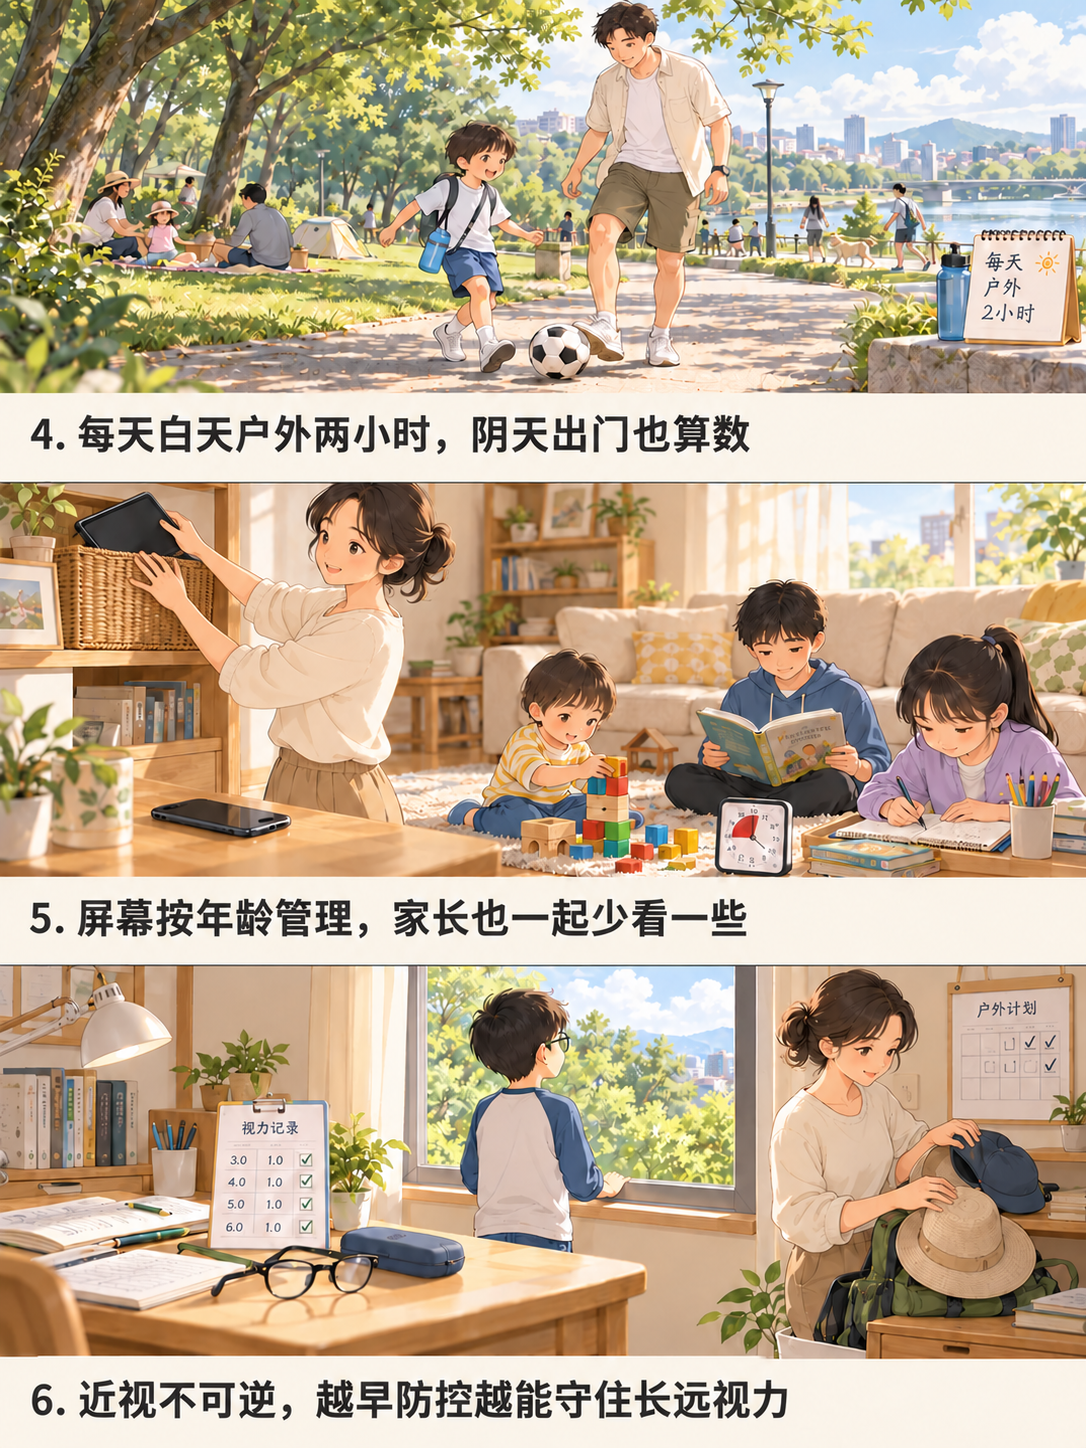 每天
户外
2小时
4. 每天白天户外两小时，阴天出门也算数
5. 屏幕按年龄管理，家长也一起少看一些
户外计划
视力记录
3.0 1.0
4.0 1.0
5.0 1.0
6.0 1.0
6. 近视不可逆，越早防控越能守住长远视力